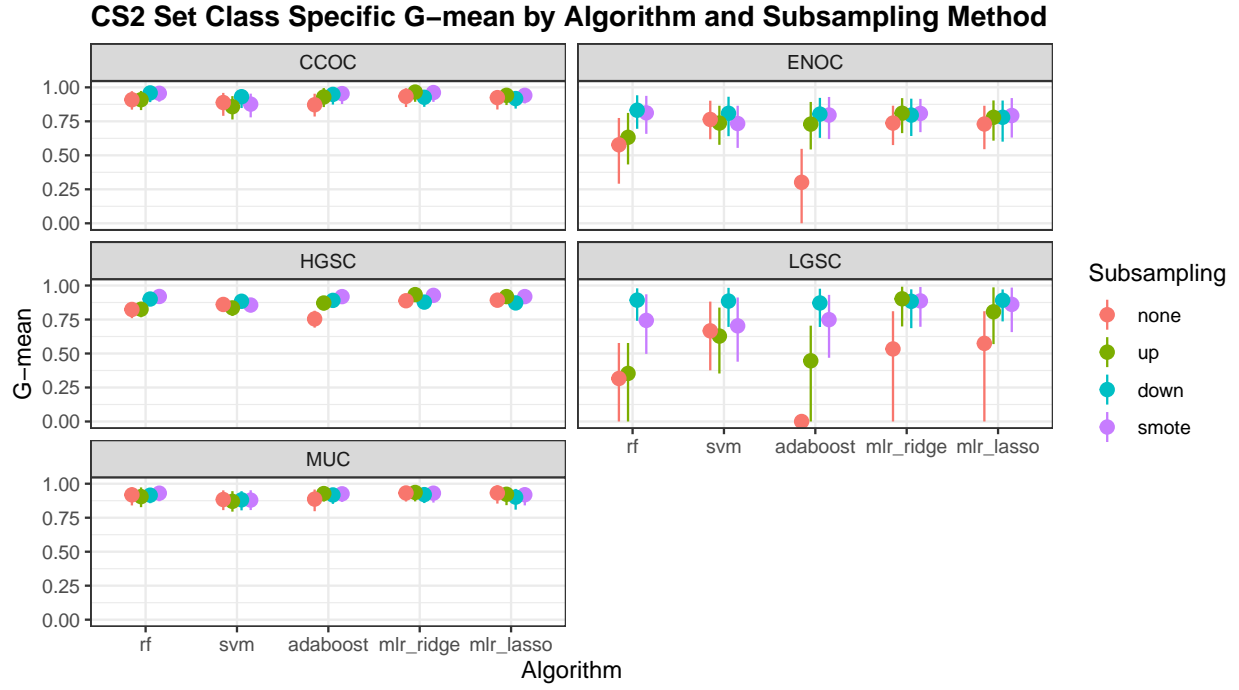 CS2 Set Class Specific G−mean by Algorithm and Subsampling Method
CCOC
ENOC
1.00
0.75
0.50
0.25
0.00
HGSC
LGSC
1.00
0.75
0.50
0.25
0.00
rf svm adaboost mlr_ridge mlr_lasso
MUC
1.00
0.75
0.50
0.25
0.00
rf svm adaboost mlr_ridge mlr_lasso
Algorithm
G−mean
Subsampling
none
up
down
smote